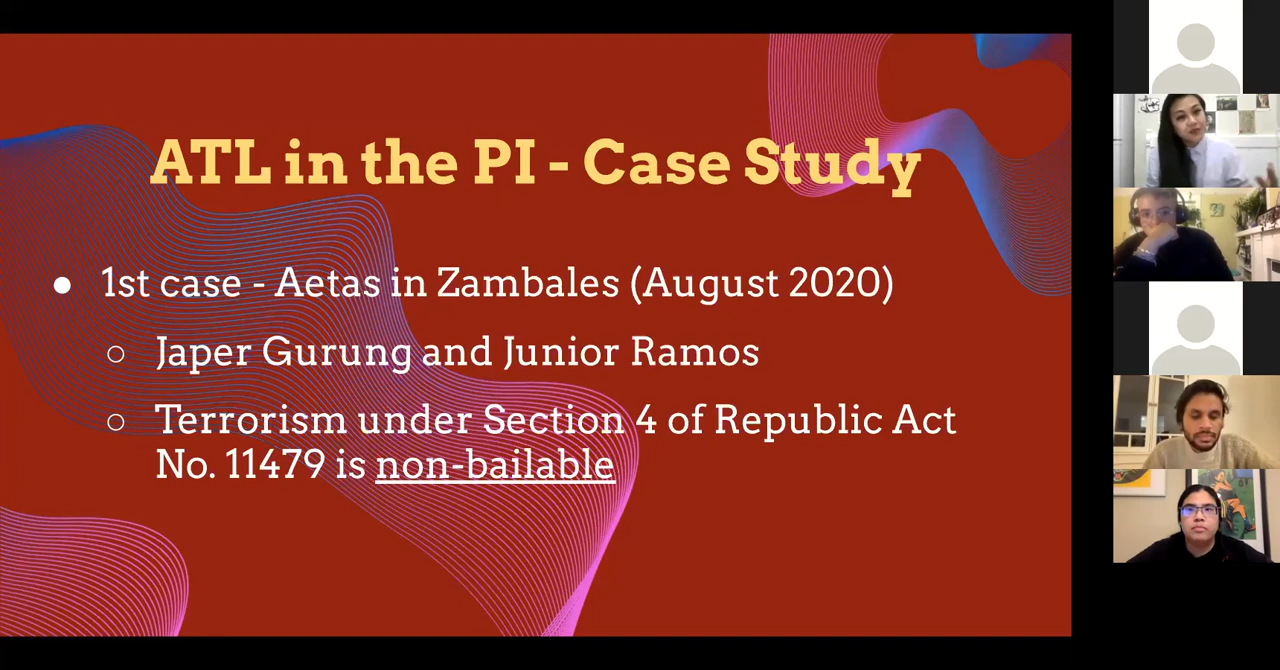 ATL in the PI - Case Study
● 1st case - Aetas in Zambales (August 2020)
○ Japer Gurung and Junior Ramos
○ Terrorism under Section 4 of Republic Act
No. 11479 is non-bailable